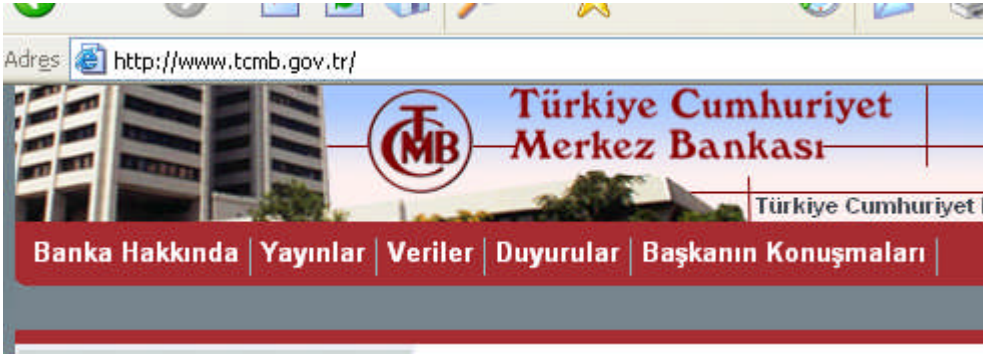 Adres http://www.tcmb.gov.tr/
TCMB
Türkiye Cumhuriyet
Merkez Bankası
Türkiye Cumhuriyet
Banka Hakkında Yayınlar Veriler Duyurular Başkanın Konuşmaları